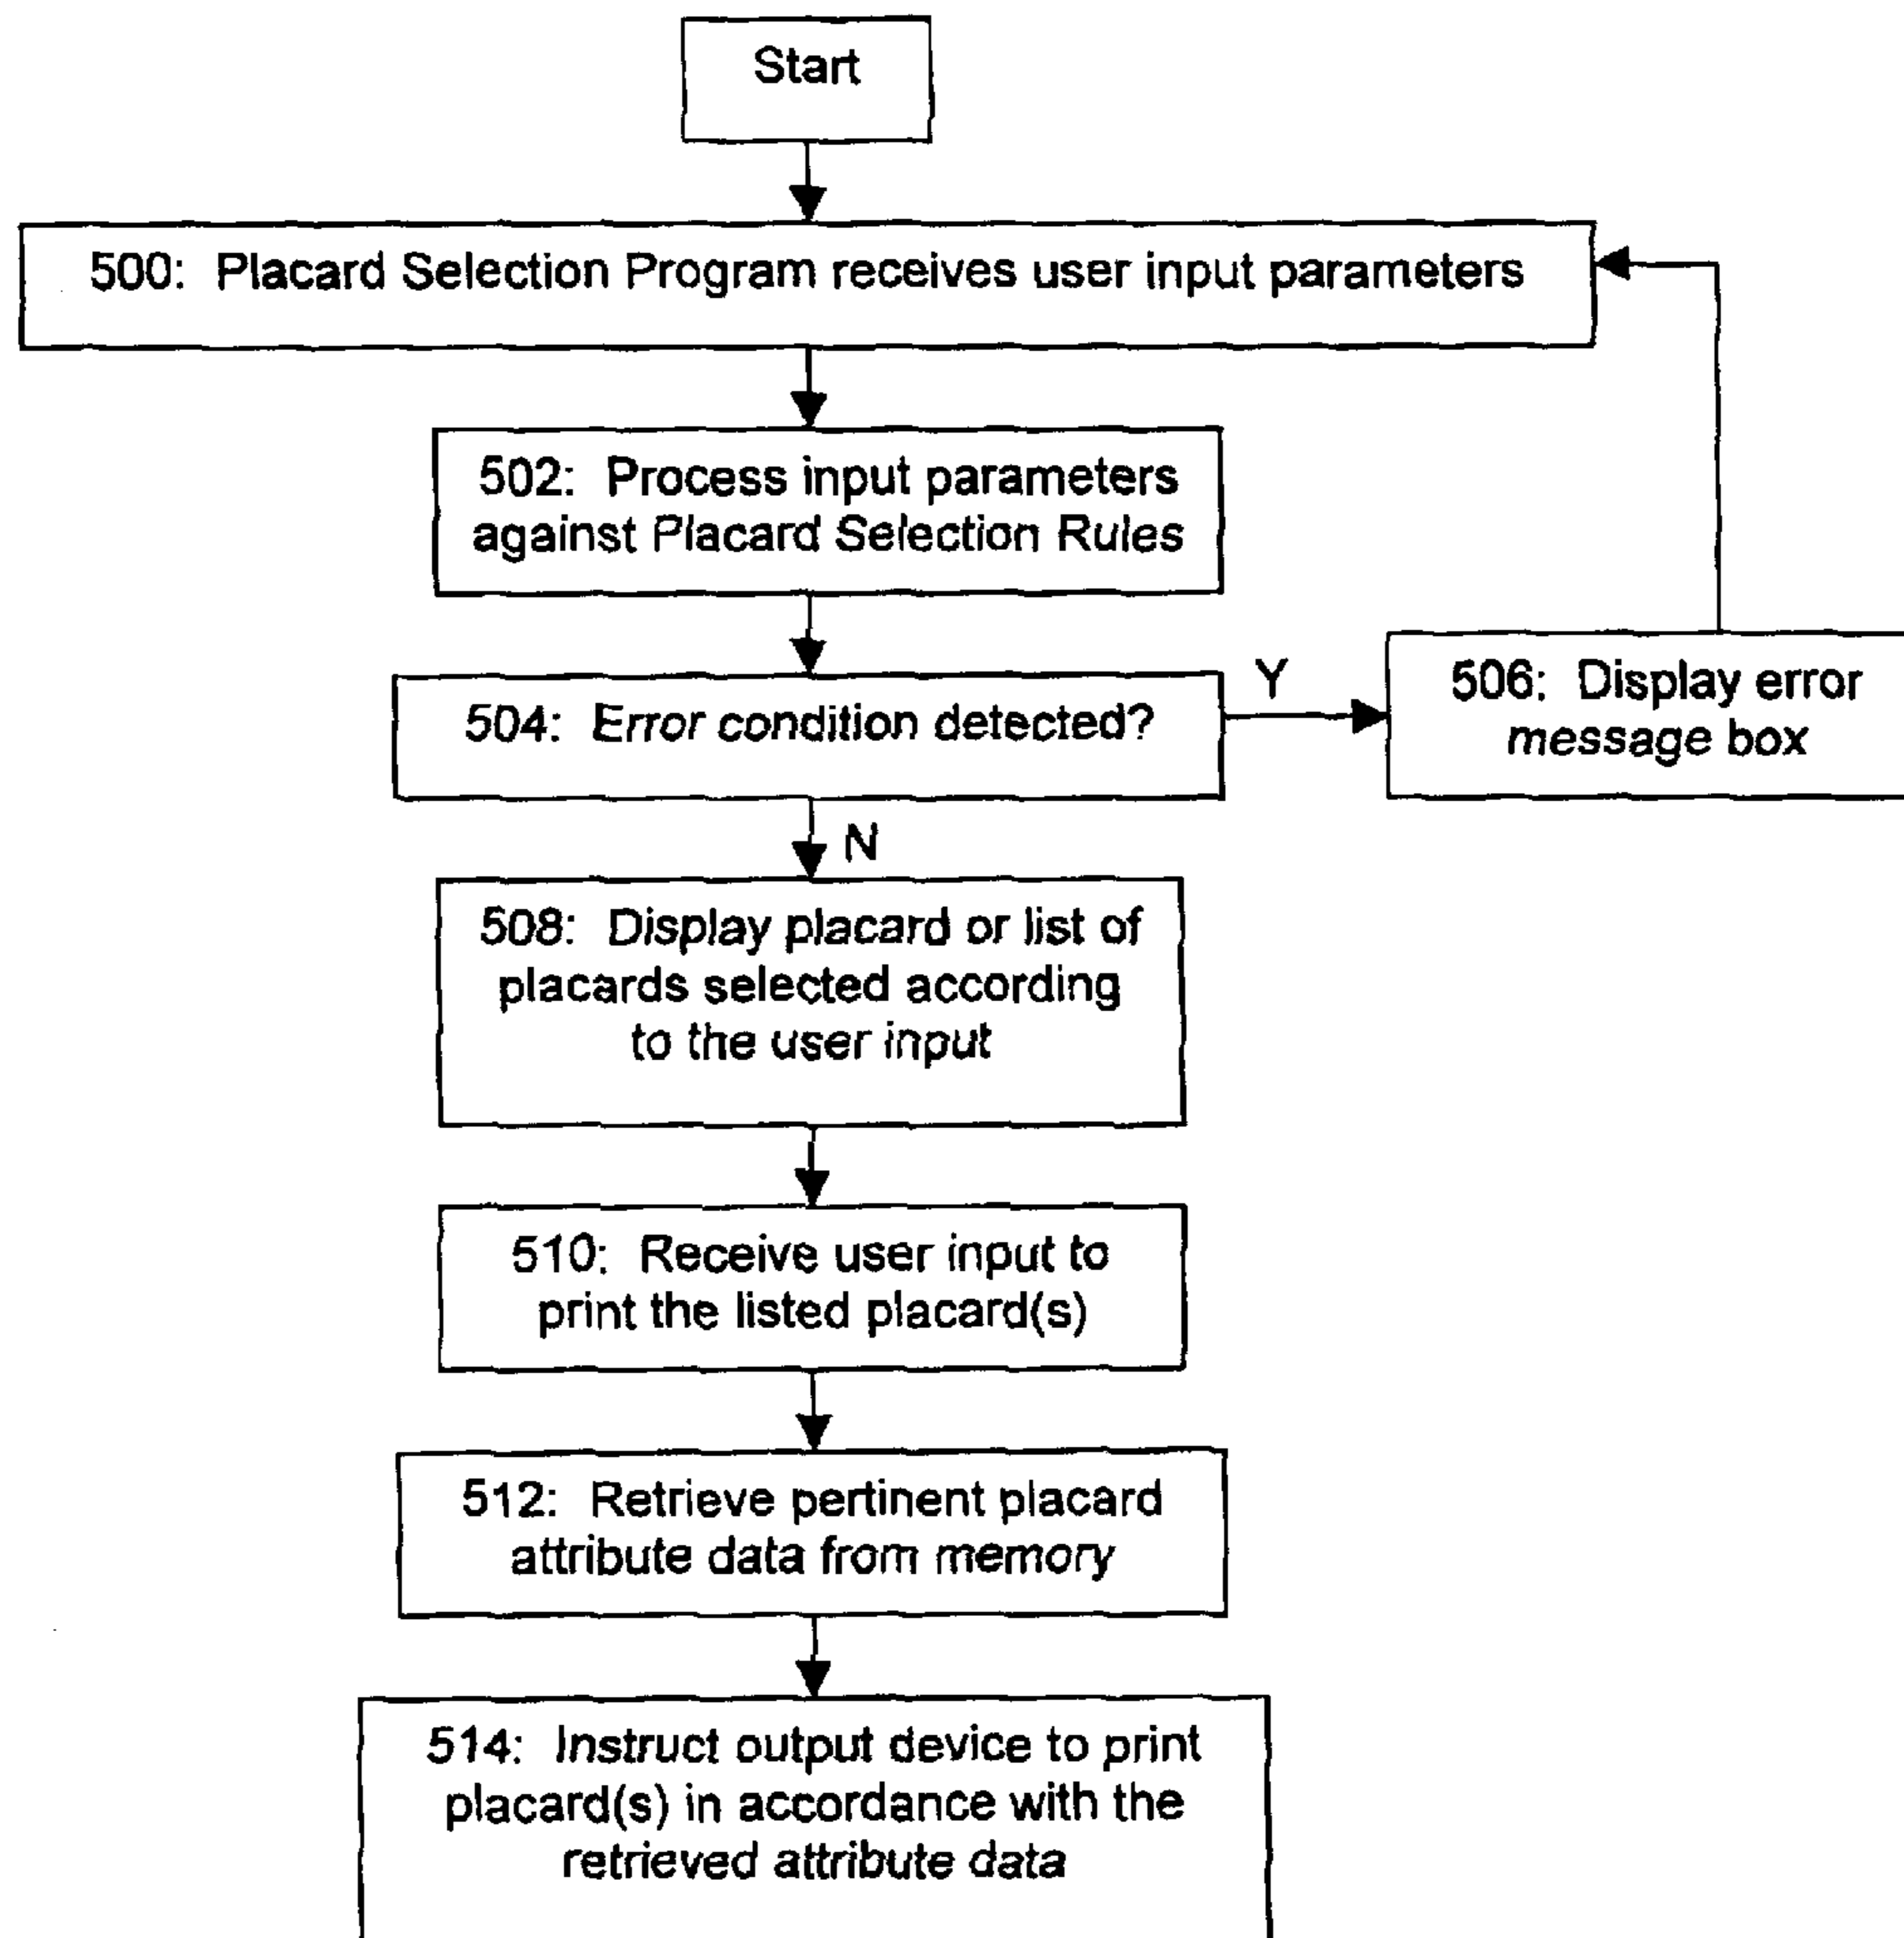 Start
500: Placard Selection Program receives user input parameters
502: Process input parameters
against Placard Selection Rules
504: Error condition detected?
Y
506: Display error
message box
N
508: Display placard or list of
placards selected according
to the user input
510: Receive user input to
print the listed placard(s)
512: Retrieve pertinent placard
attribute data from memory
514: Instruct output device to print
placard(s) in accordance with the
retrieved attribute data